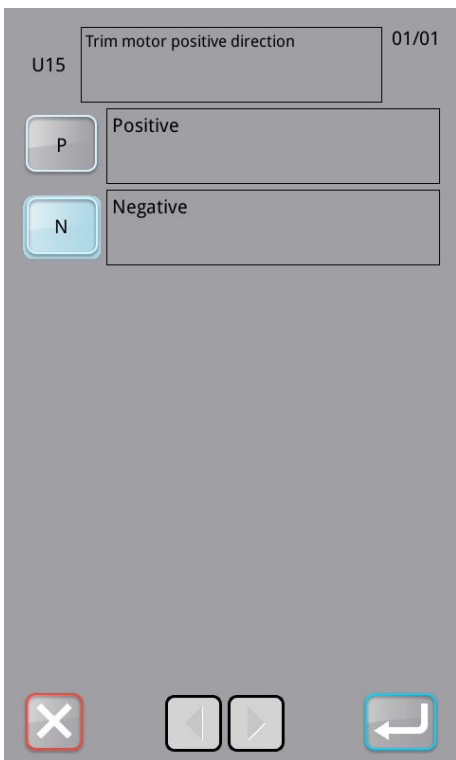 U15
Trim motor positive direction
01/01
P
Positive
N
Negative